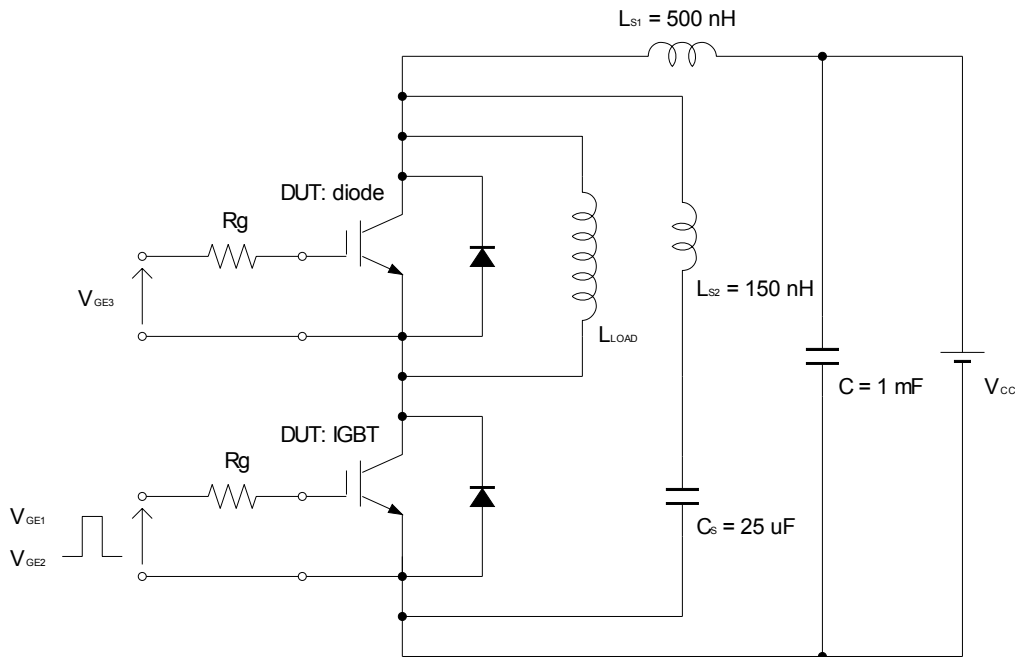 LS1 = 500 nH
DUT: diode
Rg
VGE3
LS2 = 150 nH
LLOAD
C = 1 mF
VCC
DUT: IGBT
Rg
VGE1
VGE2
CS = 25 uF